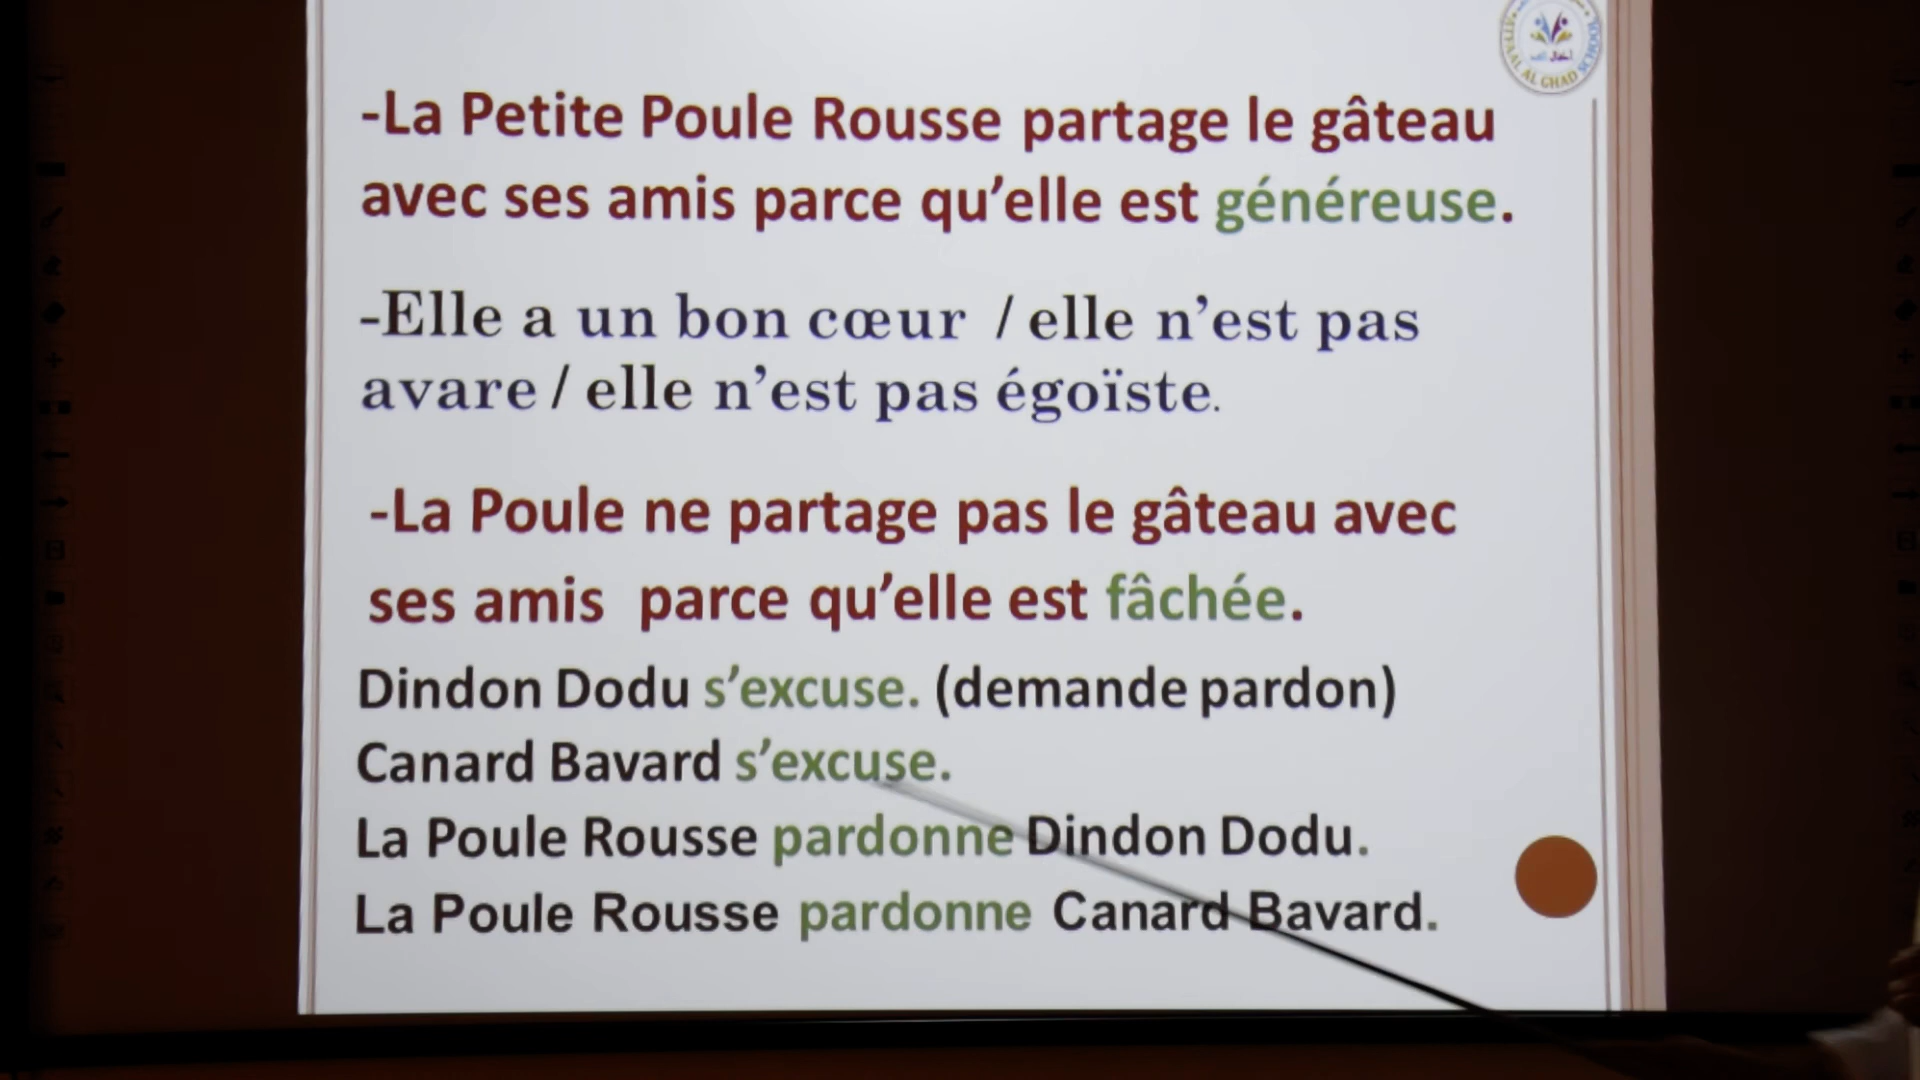 AL GHAD SCHOOL
-La Petite Poule Rousse partage le gâteau
avec ses amis parce qu’elle est généreuse.
-Elle a un bon cœur / elle n’est pas
avare / elle n’est pas égoïste.
-La Poule ne partage pas le gâteau avec
ses amis parce qu’elle est fâchée.
Dindon Dodu s’excuse. (demande pardon)
Canard Bavard s’excuse.
La Poule Rousse pardonne Dindon Dodu.
La Poule Rousse pardonne Canard Bavard.